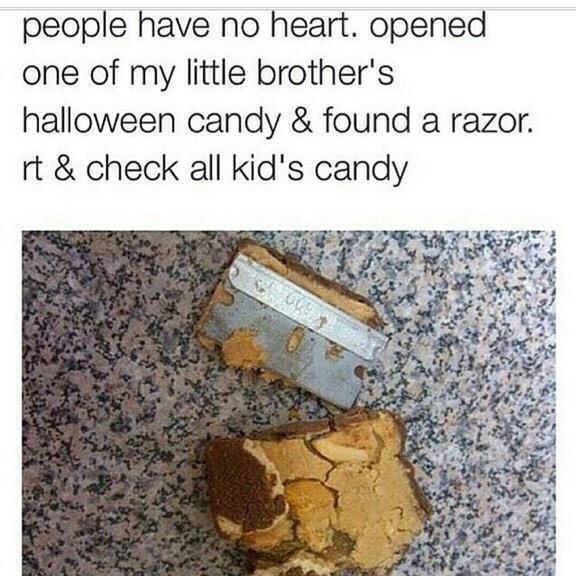 people have no heart. opened
one of my little brother's
halloween candy & found a razor.
rt & check all kid's candy